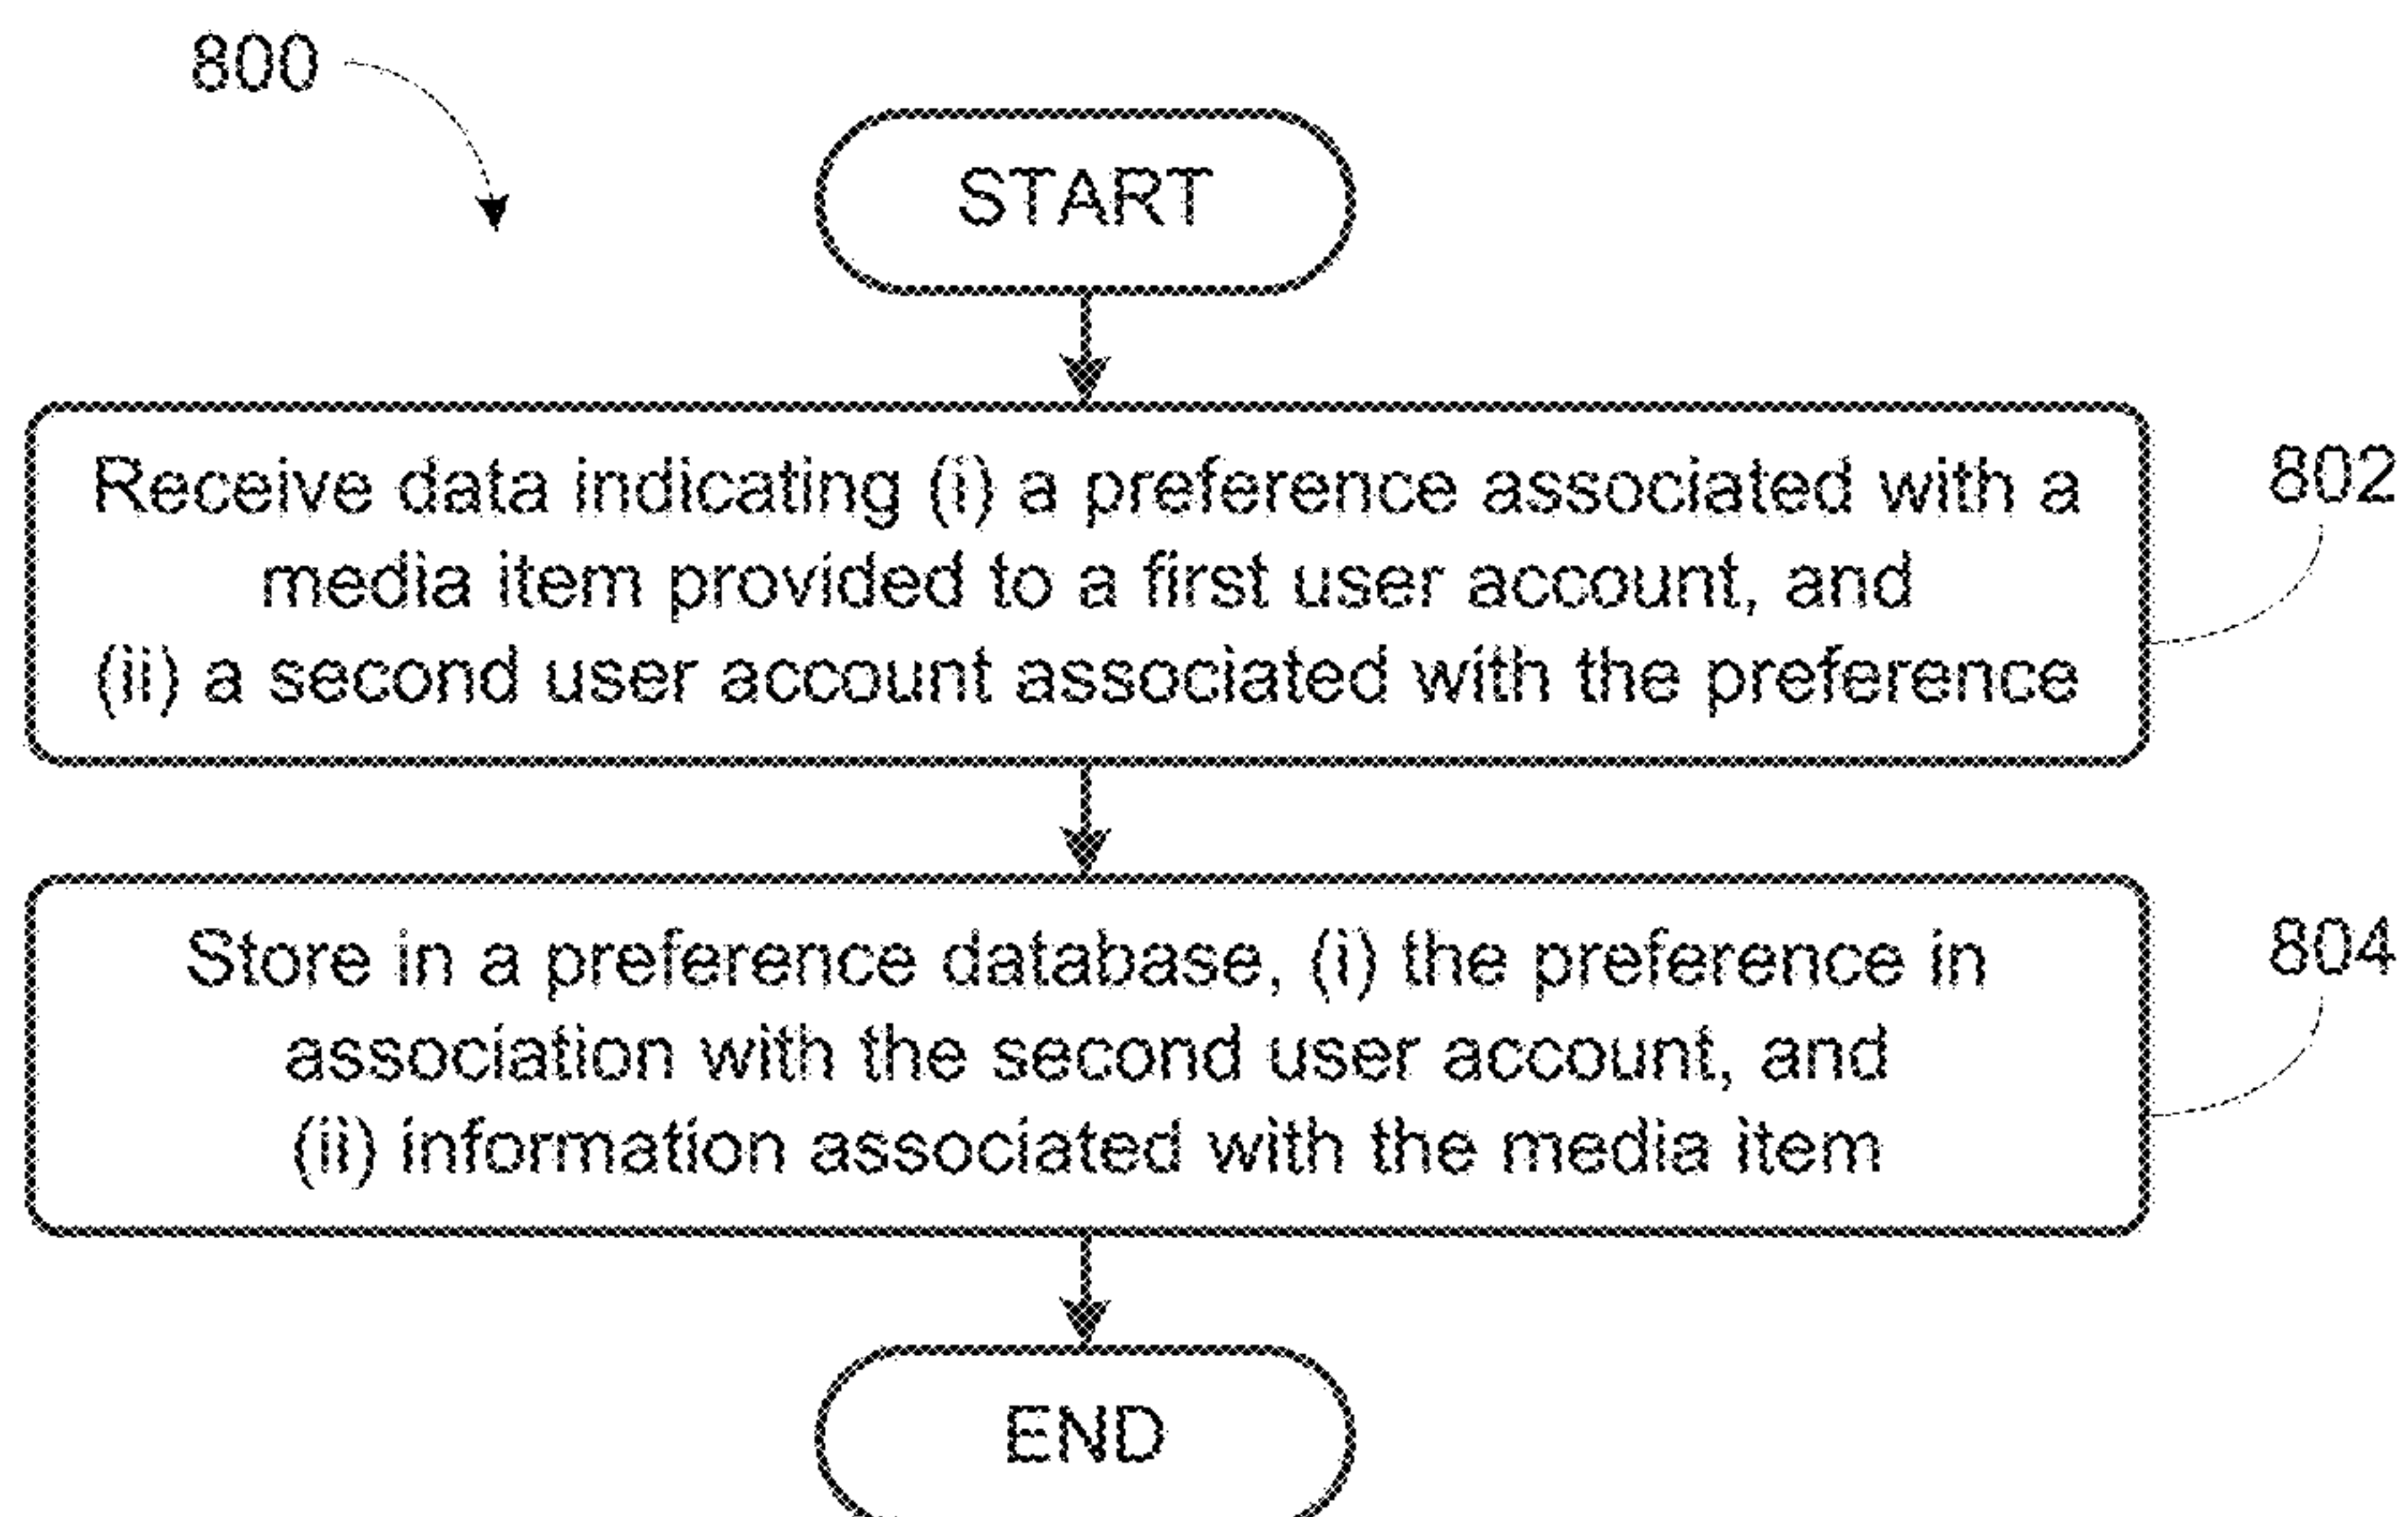 800
START
Receive data indicating (i) a preference associated with a
media item provided to a first user account, and
(ii) a second user account associated with the preference
802
Store in a preference database, (i) the preference in
association with the second user account, and
(ii) information associated with the media item
804
END